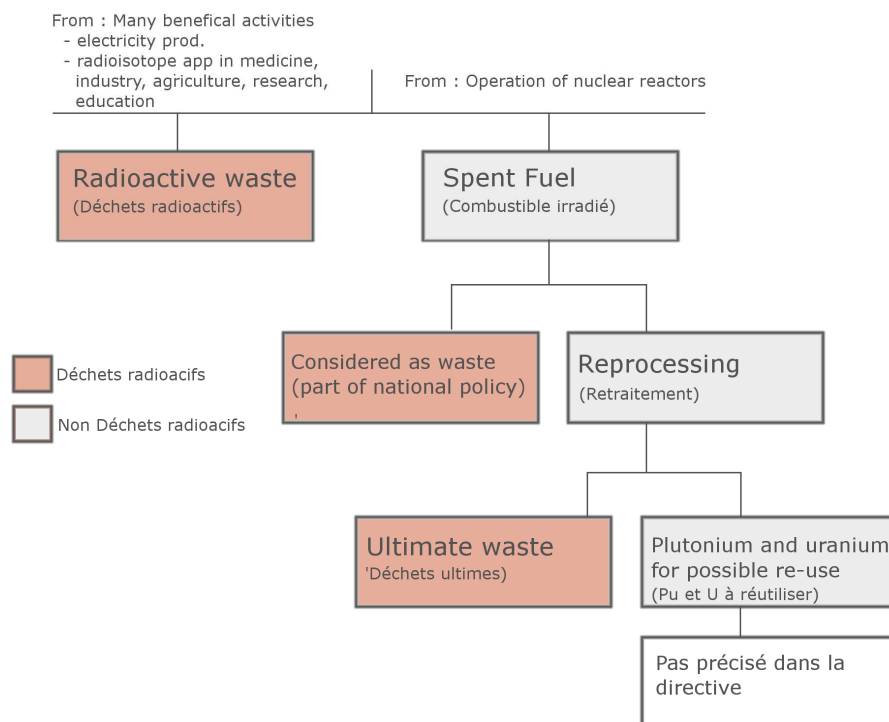 From : Many benefical activities
- electricity prod.
- radioisotope app in medicine,
industry, agriculture, research,
education
From : Operation of nuclear reactors
Radioactive waste
(Déchets radioactifs)
Spent Fuel
(Combustible irradié)
Considered as waste
(part of national policy)
'
Reprocessing
(Retraitement)
Déchets radioacifs
Non Déchets radioacifs
Ultimate waste
'Déchets ultimes)
Plutonium and uranium
for possible re-use
(Pu et U à réutiliser)
Pas précisé dans la
directive